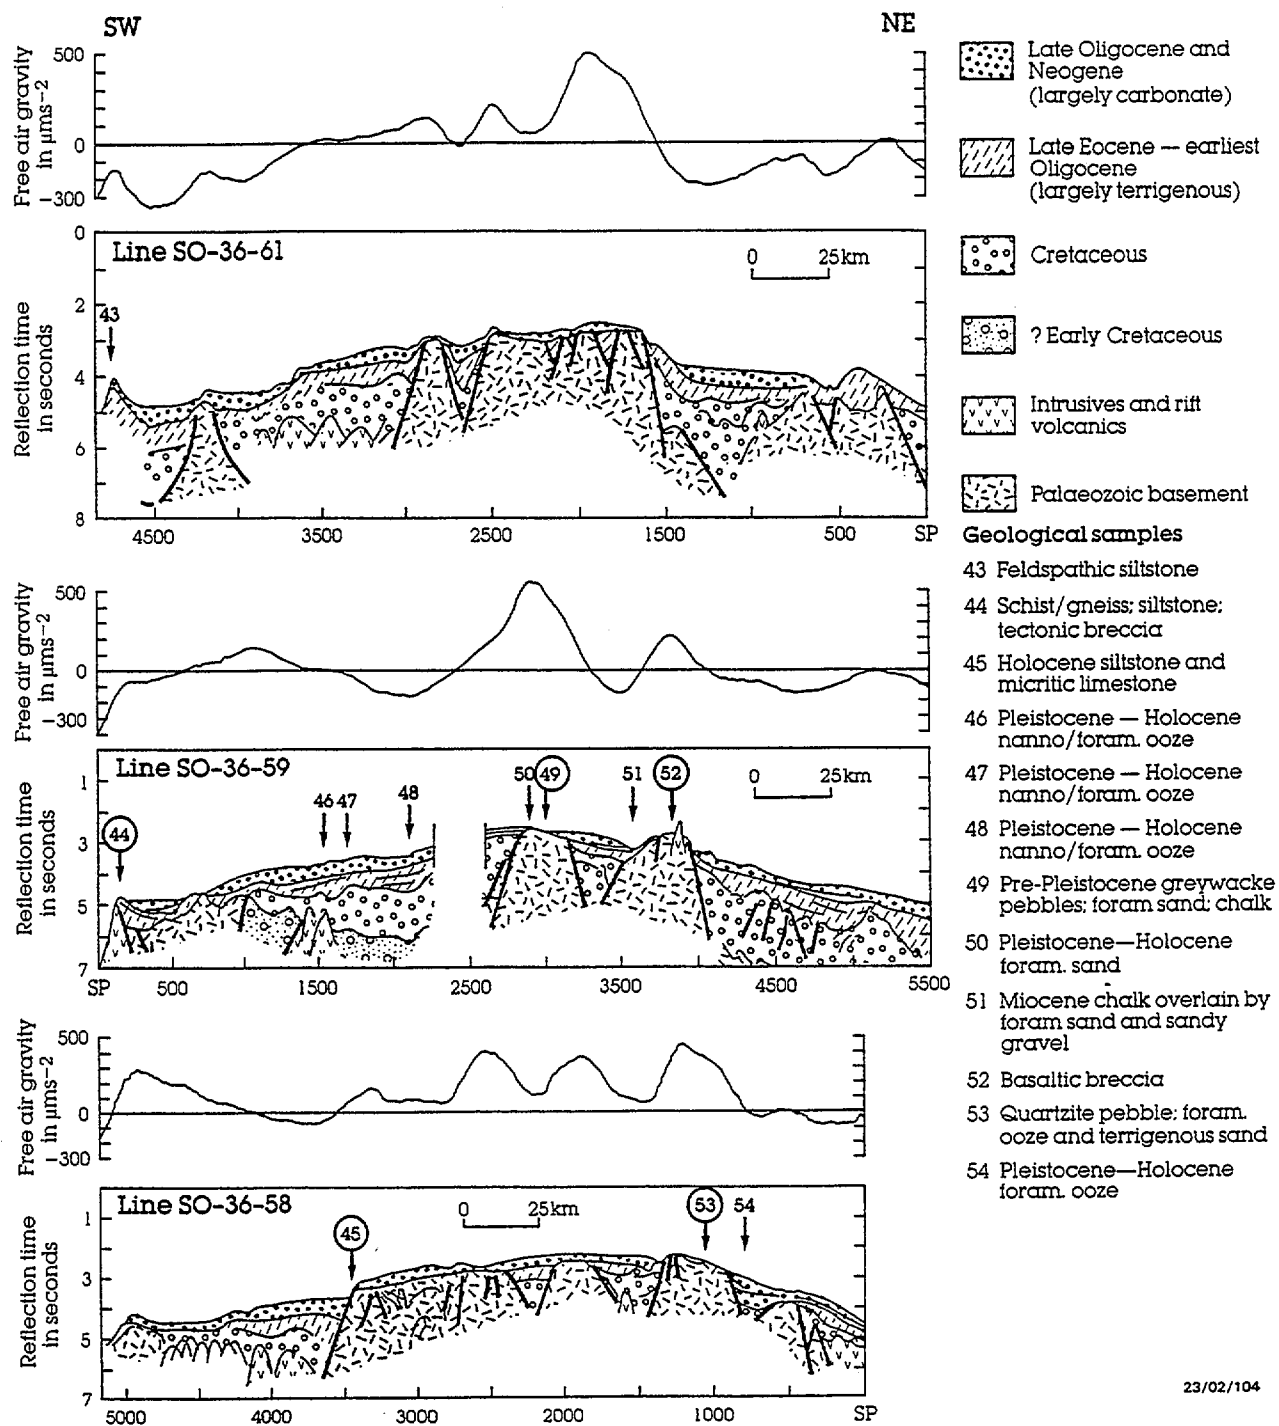 SW
NE
500
0
−300
Free air gravity
in µms−2
Line SO-36-61
0 25km
43
0
2
4
6
8
Reflection time
in seconds
4500 3500 2500 1500 500 SP
500
0
−300
Free air gravity
in µms−2
Line SO-36-59
44
46 47
48
50 49
51
52
0 25km
1
3
5
7
Reflection time
in seconds
SP 500 1500 2500 3500 4500 5500
500
0
−300
Free air gravity
in µms−2
Line SO-36-58
45
0 25km
53
54
1
3
5
7
Reflection time
in seconds
5000 4000 3000 2000 1000 SP
Late Oligocene and
Neogene
(largely carbonate)
Late Eocene — earliest
Oligocene
(largely terrigenous)
Cretaceous
? Early Cretaceous
Intrusives and rift
volcanics
Palaeozoic basement
Geological samples
43 Feldspathic siltstone
44 Schist/gneiss; siltstone;
tectonic breccia
45 Holocene siltstone and
micritic limestone
46 Pleistocene — Holocene
nanno/foram. ooze
47 Pleistocene — Holocene
nanno/foram. ooze
48 Pleistocene — Holocene
nanno/foram. ooze
49 Pre-Pleistocene greywacke
pebbles; foram sand; chalk
50 Pleistocene—Holocene
foram. sand
51 Miocene chalk overlain by
foram sand and sandy
gravel
52 Basaltic breccia
53 Quartzite pebble; foram.
ooze and terrigenous sand
54 Pleistocene—Holocene
foram. ooze
23/02/104